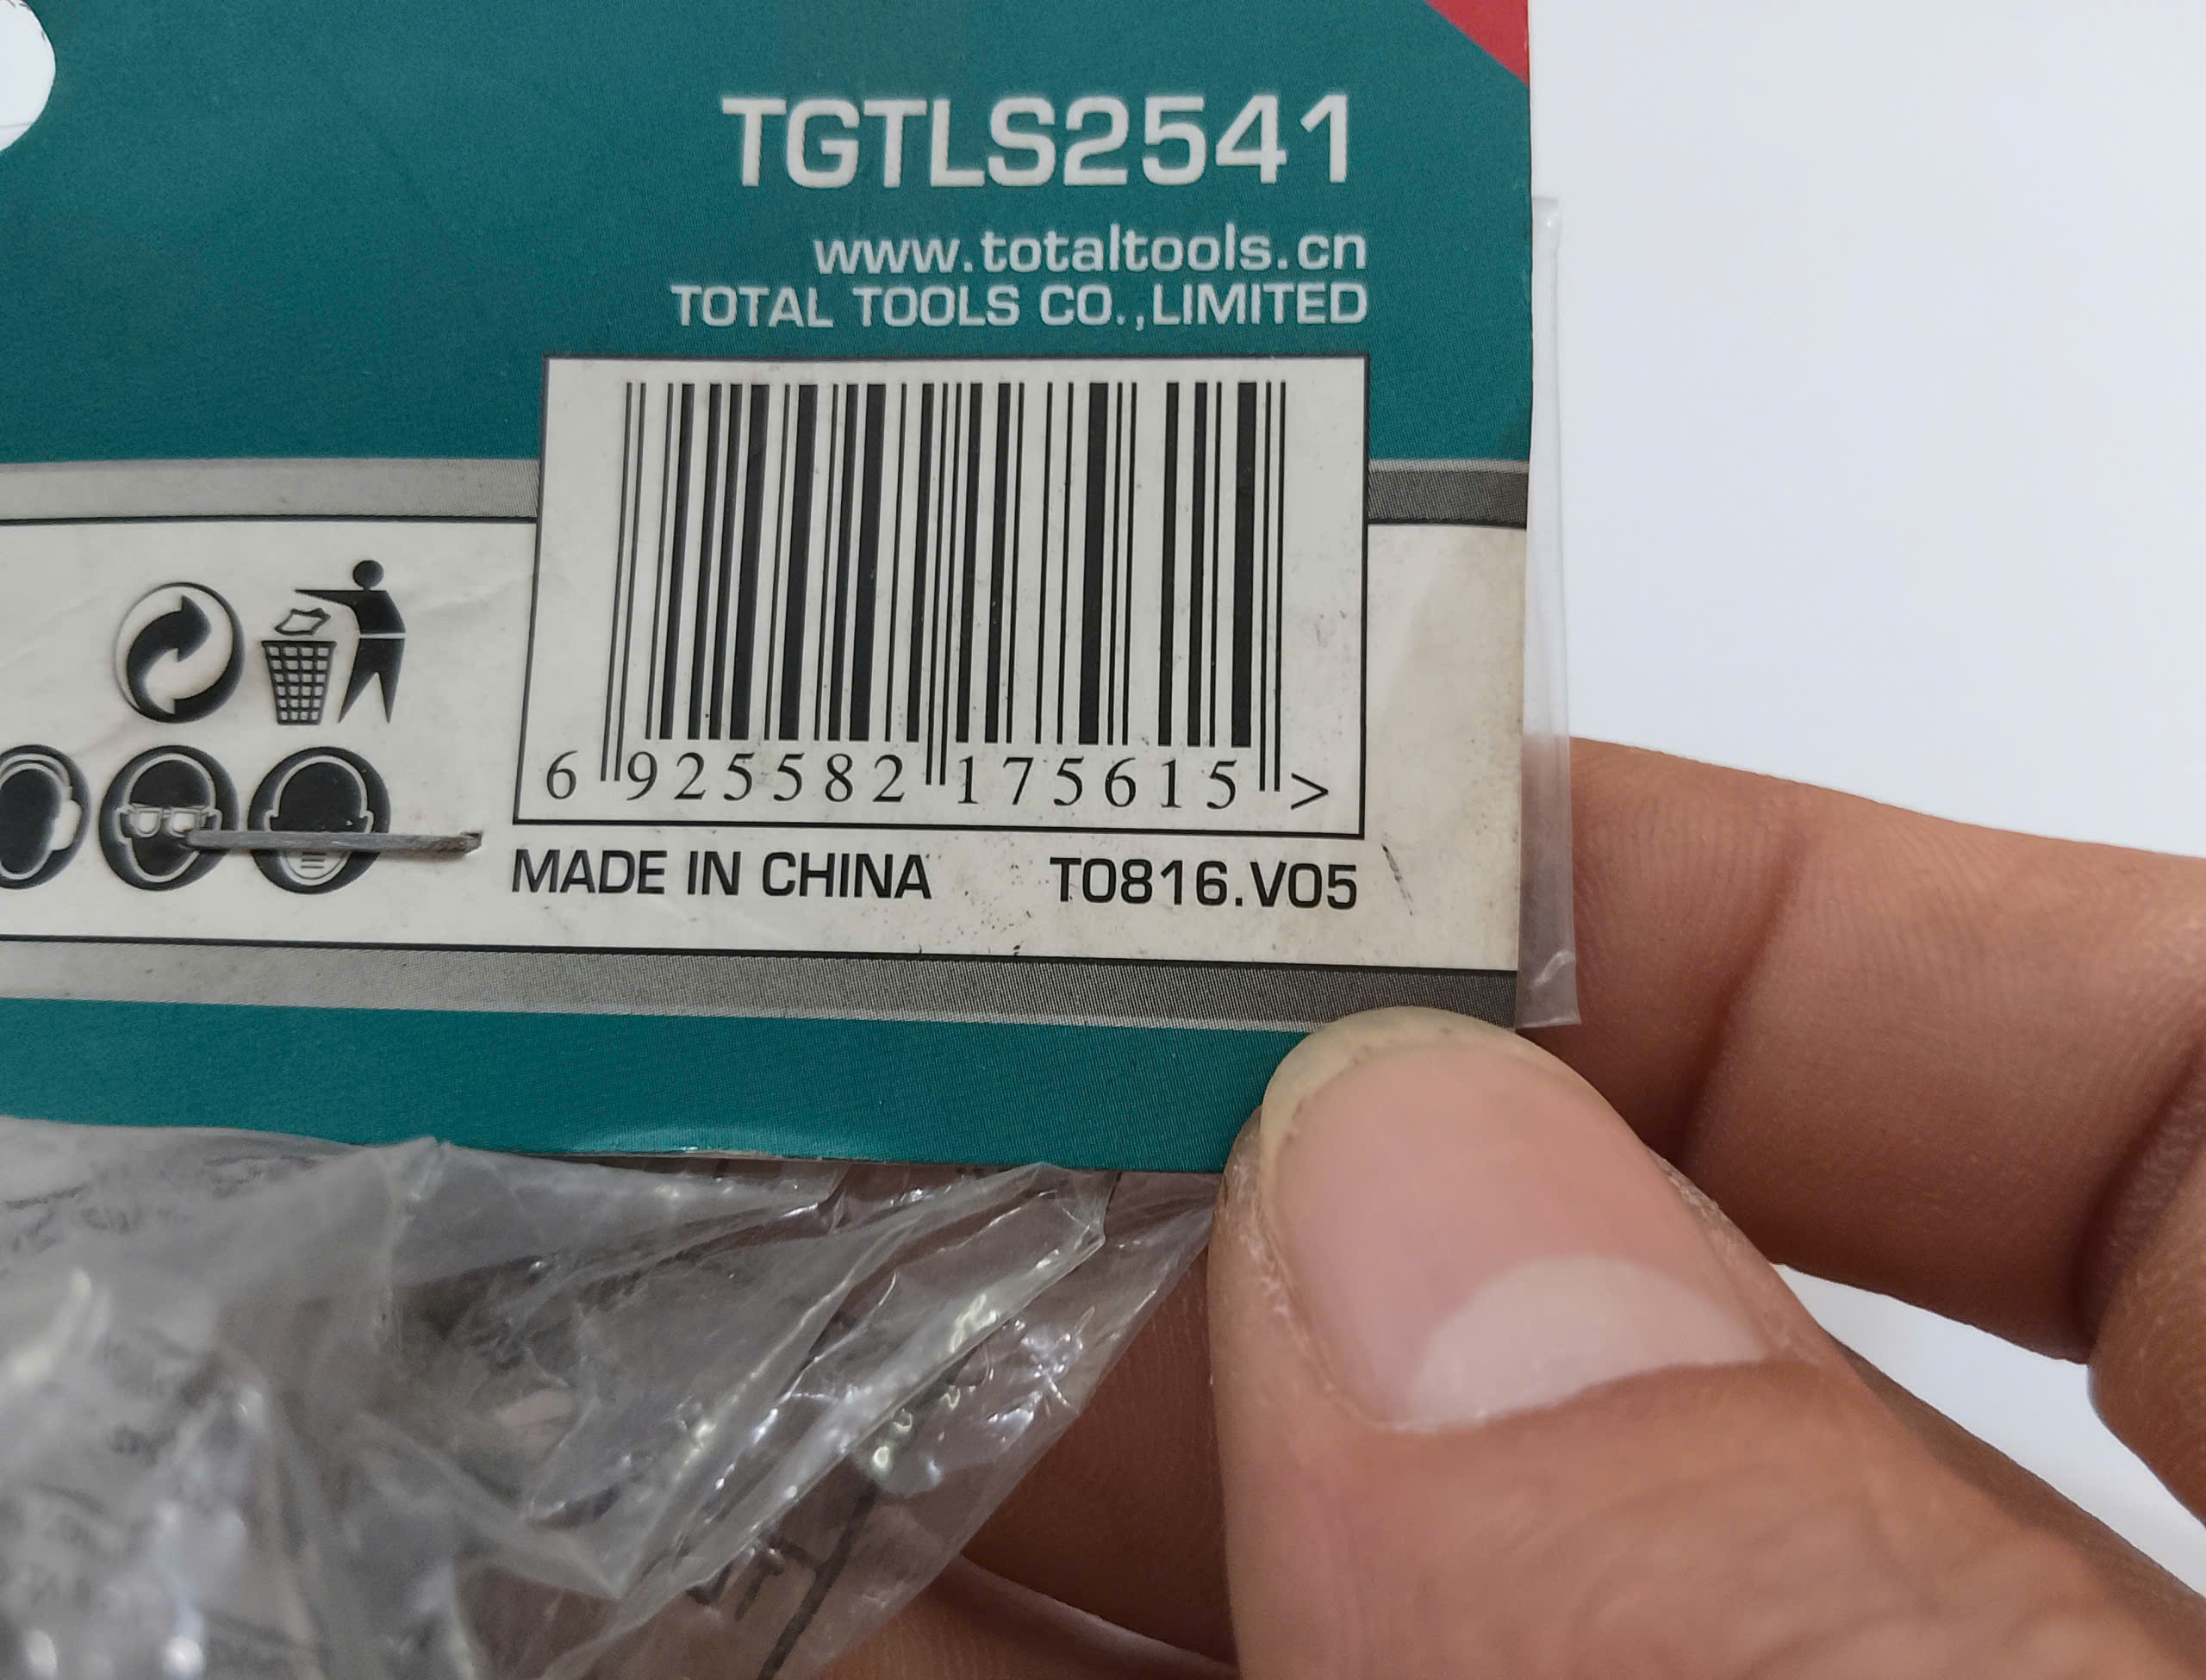 TGTLS2541
www.totaltools.cn
TOTAL TOOLS CO.,LIMITED
6 925582 175615 >
MADE IN CHINA T0816.V05